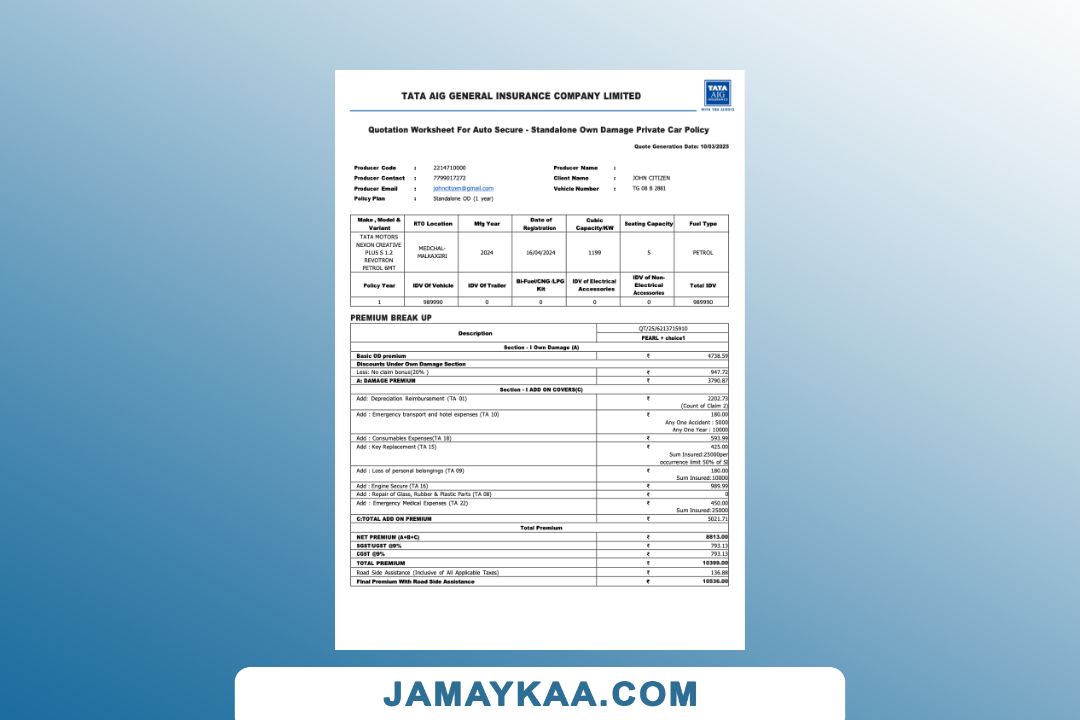 TATA AIG GENERAL INSURANCE COMPANY LIMITED
TATA
AIG
INSURANCE
Quotation Worksheet For Auto Secure - Standalone Own Damage Private Car Policy
Quote Generation Date: 10/03/2025
Producer Code : 2214710000 Producer Name :
Producer Contact : 7799017272 Client Name : JOHN CITIZEN
Producer Email : johncitizen@gmail.com Vehicle Number : TG 08 B 2881
Policy Plan : Standalone OD (1 year)
Make , Model & Variant RTO Location Mfg Year Date of Registration Cubic Capacity/KW Seating Capacity Fuel Type
TATA MOTORS NEXON CREATIVE PLUS S 1.2 REVOTRON PETROL 6MT MEDCHAL-MALKAJGIRI 2024 16/04/2024 1199 5 PETROL
Policy Year IDV Of Vehicle IDV Of Trailer Bi-Fuel/CNG/LPG Kit IDV of Electrical Accessories IDV of Non-Electrical Accessories Total IDV
1 989990 0 0 0 0 989990
PREMIUM BREAK UP
Description QT/25/6213715910
PEARL + choice1
Section - I Own Damage (A)
Basic OD premium ₹ 4738.59
Discounts Under Own Damage Section
Less: No claim bonus(20% ) ₹ 947.72
A: DAMAGE PREMIUM ₹ 3790.87
Section - I ADD ON COVERS(C)
Add: Depreciation Reimbursement (TA 01) ₹ 2202.73
(Count of Claim 2)
Add : Emergency transport and hotel expenses (TA 10) ₹ 180.00
Any One Accident : 5000
Any One Year : 10000
Add : Consumables Expenses(TA 18) ₹ 593.99
Add : Key Replacement (TA 15) ₹ 425.00
Sum Insured:25000per
occurrence limit 50% of SI
Add : Loss of personal belongings (TA 09) ₹ 180.00
Sum Insured:10000
Add : Engine Secure (TA 16) ₹ 989.99
Add : Repair of Glass, Rubber & Plastic Parts (TA 08) ₹ 0
Add : Emergency Medical Expenses (TA 22) ₹ 450.00
Sum Insured:25000
C:TOTAL ADD ON PREMIUM ₹ 5021.71
Total Premium
NET PREMIUM (A+B+C) ₹ 8813.00
SGST/UGST @9% ₹ 793.13
CGST @9% ₹ 793.13
TOTAL PREMIUM ₹ 10399.00
Road Side Assistance (Inclusive of All Applicable Taxes) ₹ 136.88
Final Premium With Road Side Assistance ₹ 10536.00
JAMAYKAA.COM